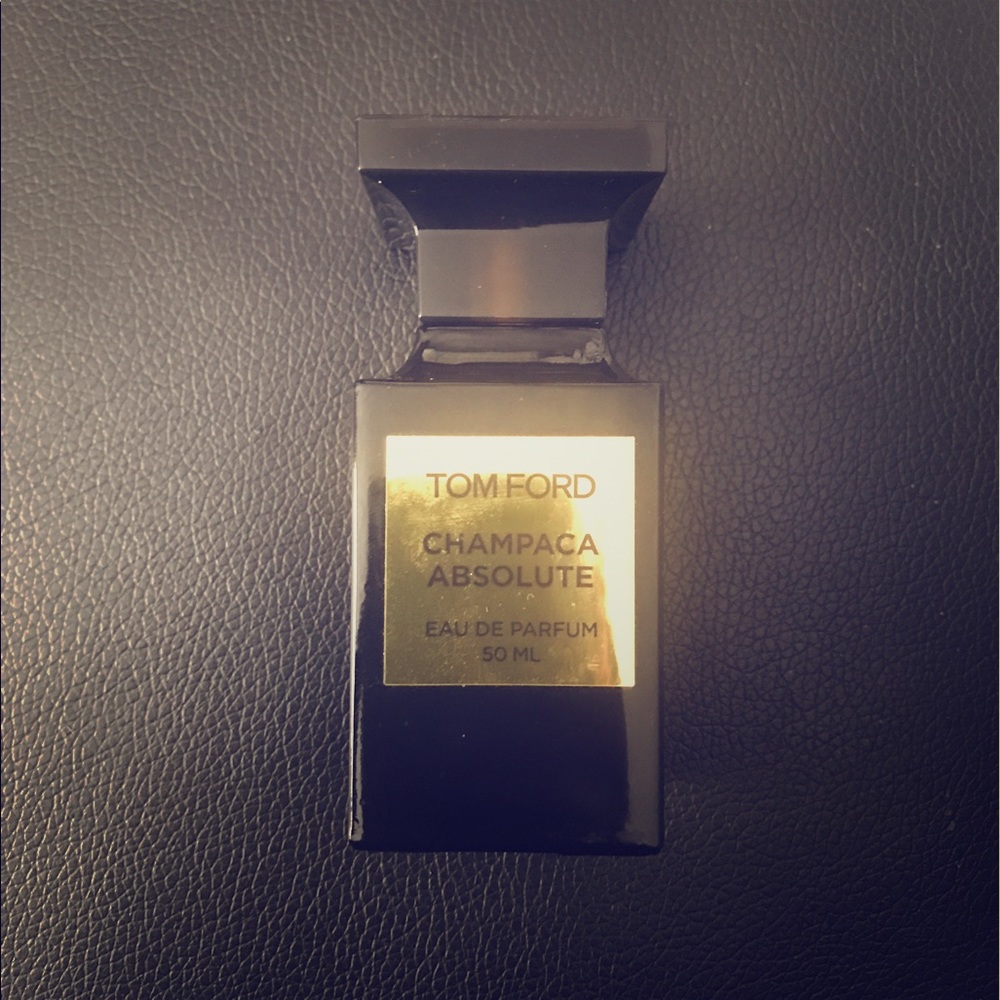 TOM FORD
CHAMPACA
ABSOLUTE
EAU DE PARFUM
50 ML